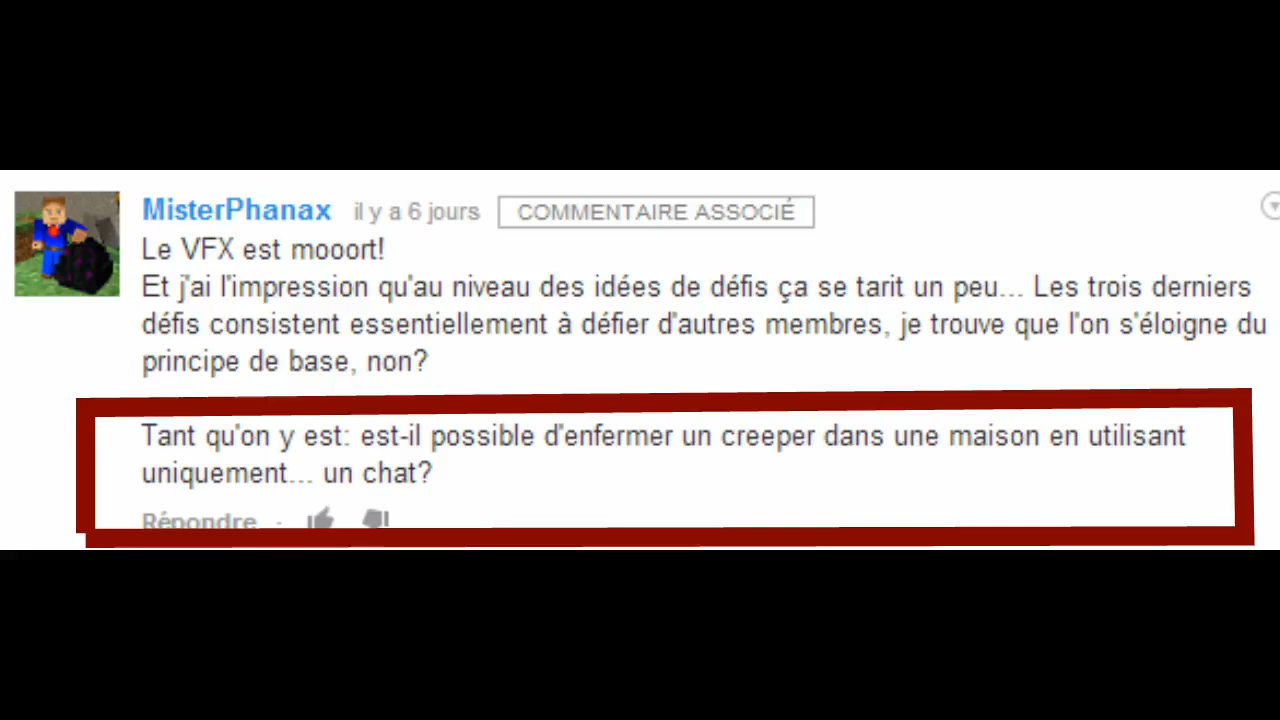 MisterPhanax il y a 6 jours COMMENTAIRE ASSOCIÉ
Le VFX est mooort!
Et j'ai l'impression qu'au niveau des idées de défis ça se tarit un peu... Les trois derniers
défis consistent essentiellement à défier d'autres membres, je trouve que l'on s'éloigne du
principe de base, non?
Tant qu'on y est: est-il possible d'enfermer un creeper dans une maison en utilisant
uniquement... un chat?
Répondre ·